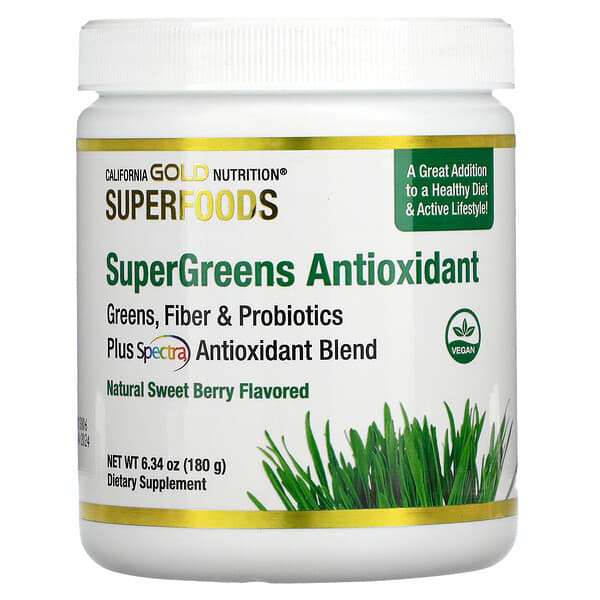 CALIFORNIA GOLD NUTRITION®
SUPERFOODS
A Great Addition
to a Healthy Diet
& Active Lifestyle!
SuperGreens Antioxidant
Greens, Fiber & Probiotics
Plus Spectra Antioxidant Blend
VEGAN
Natural Sweet Berry Flavored
NET WT 6.34 oz (180 g)
Dietary Supplement